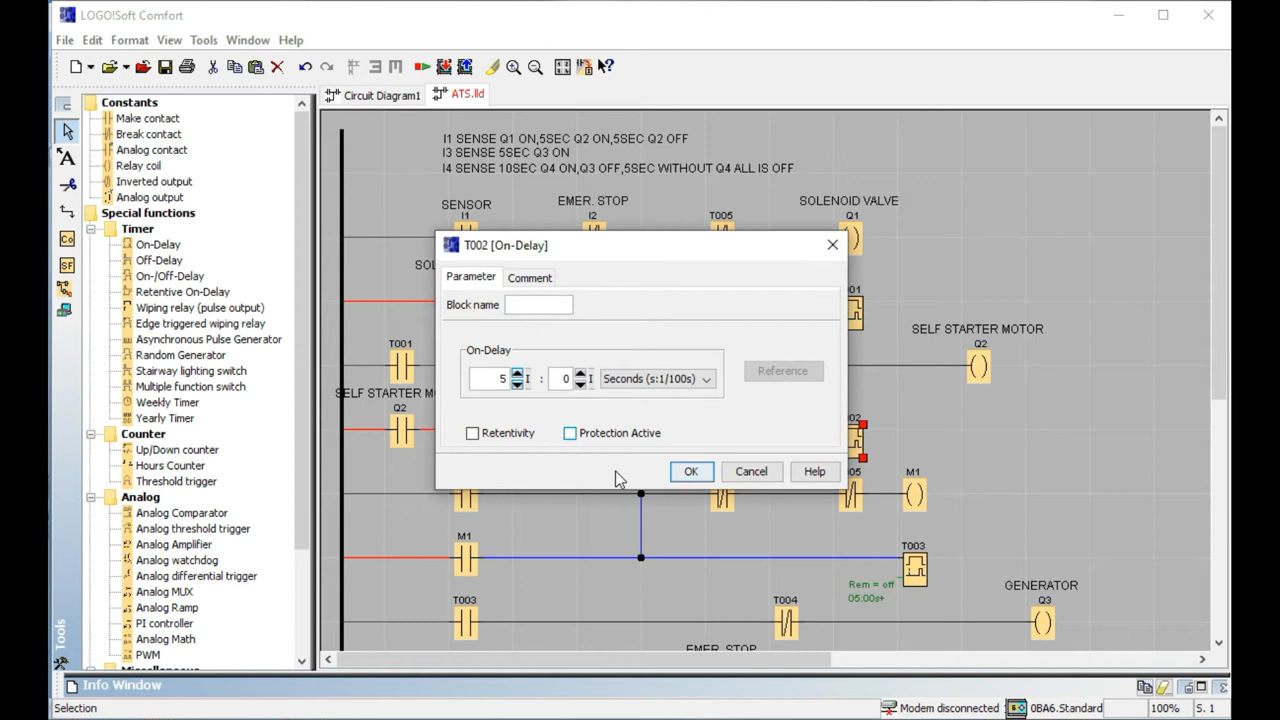 LOGO!Soft Comfort
File Edit Format View Tools Window Help
Circuit Diagram1 ATS.lld
Constants
Make contact
Break contact
Analog contact
Relay coil
Inverted output
Analog output
Special functions
Timer
On-Delay
Off-Delay
On-/Off-Delay
Retentive On-Delay
Wiping relay (pulse output)
Edge triggered wiping relay
Asynchronous Pulse Generator
Random Generator
Stairway lighting switch
Multiple function switch
Weekly Timer
Yearly Timer
Counter
Up/Down counter
Hours Counter
Threshold trigger
Analog
Analog Comparator
Analog threshold trigger
Analog Amplifier
Analog watchdog
Analog differential trigger
Analog MUX
Analog Ramp
PI controller
Analog Math
PWM
Co
SF
Tools
I1 SENSE Q1 ON,5SEC Q2 ON,5SEC Q2 OFF
I3 SENSE 5SEC Q3 ON
I4 SENSE 10SEC Q4 ON,Q3 OFF,5SEC WITHOUT Q4 ALL IS OFF
SENSOR EMER. STOP SOLENOID VALVE
I1 I2 T005 Q1
T002 [On-Delay]
Parameter Comment
Block name
On-Delay
5 : 0 Seconds (s:1/100s) Reference
Retentivity Protection Active
OK Cancel Help
SELF STARTER MOTOR
T001 Q2
SELF STARTER
Q2
M1
M1 T003
Rem = off
05:00s+
GENERATOR
T003 T004 Q3
EMER. STOP
Info Window
Selection Modem disconnected 0BA6.Standard 100% S. 1